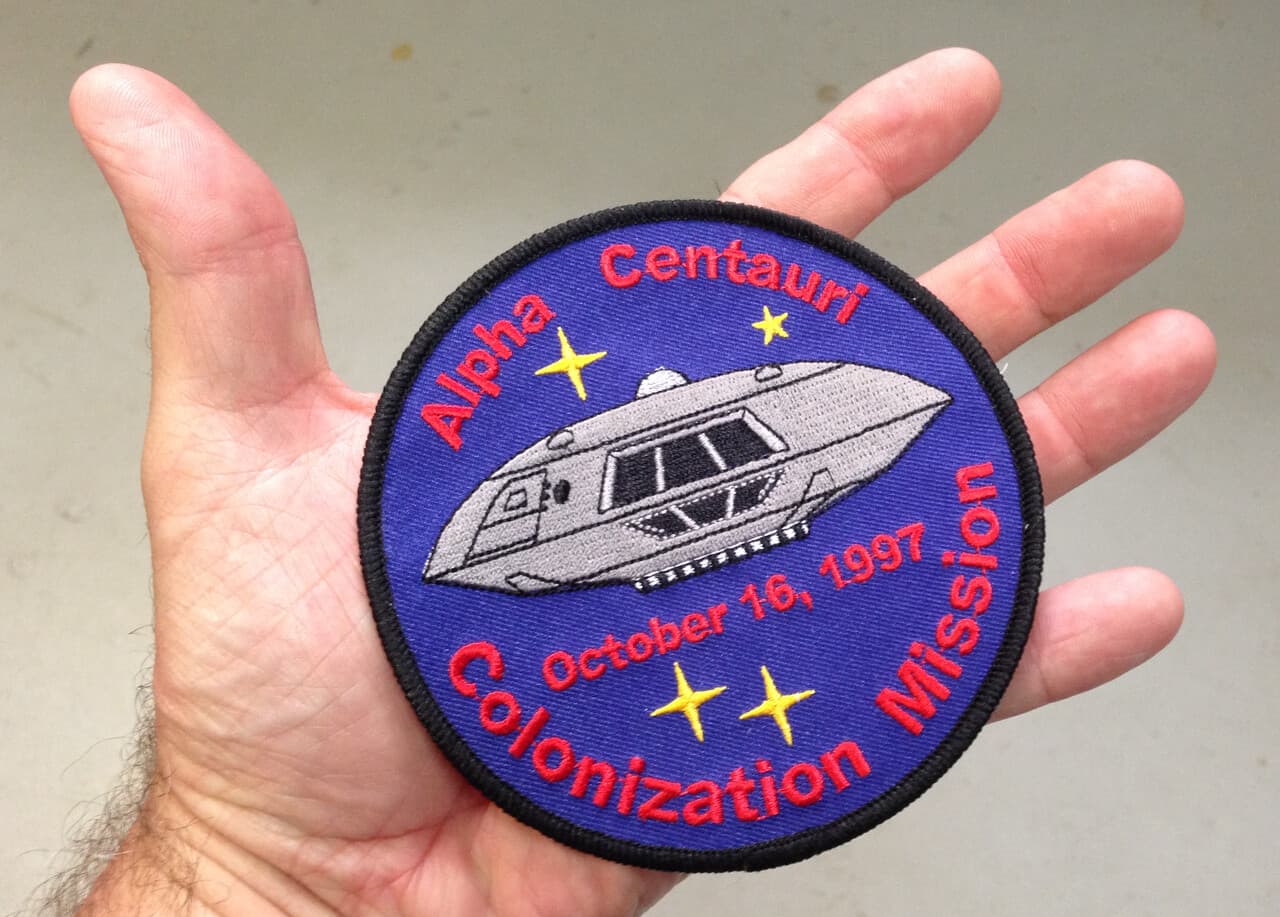 Alpha Centauri
October 16, 1997
Colonization Mission